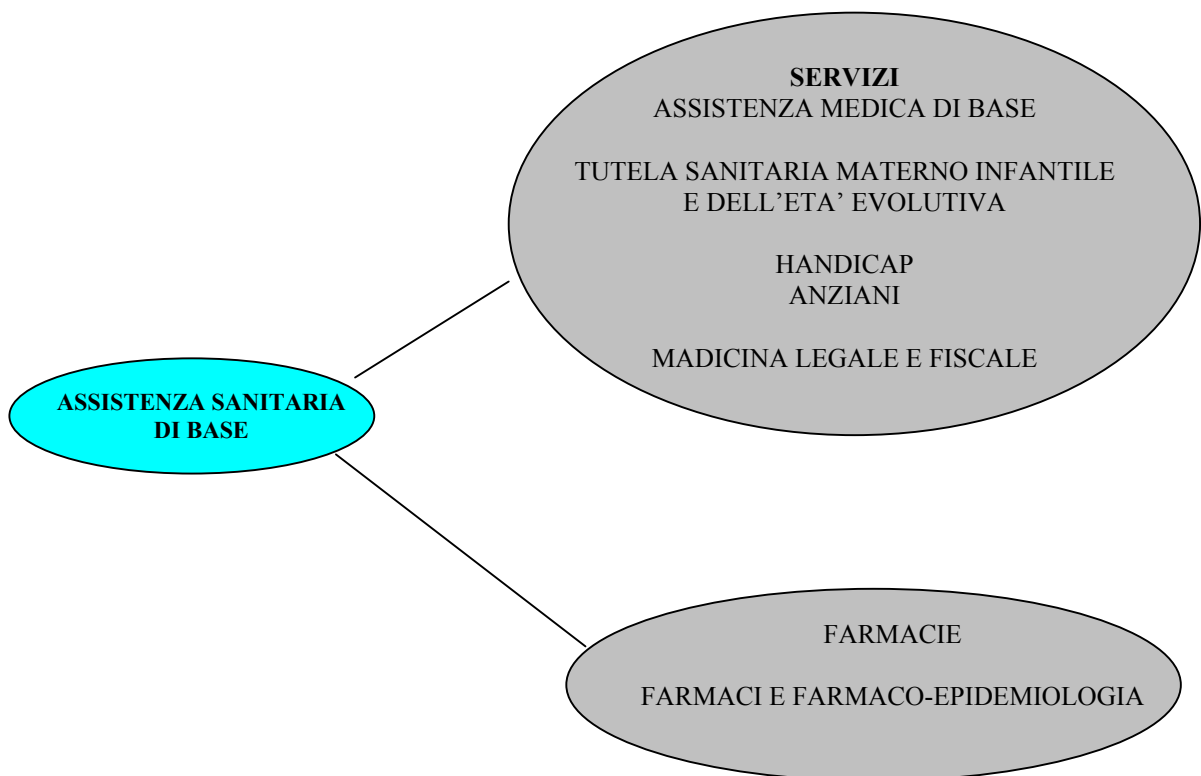 SERVIZI
ASSISTENZA MEDICA DI BASE
TUTELA SANITARIA MATERNO INFANTILE
E DELL’ETA’ EVOLUTIVA
HANDICAP
ANZIANI
MADICINA LEGALE E FISCALE
ASSISTENZA SANITARIA
DI BASE
FARMACIE
FARMACI E FARMACO-EPIDEMIOLOGIA